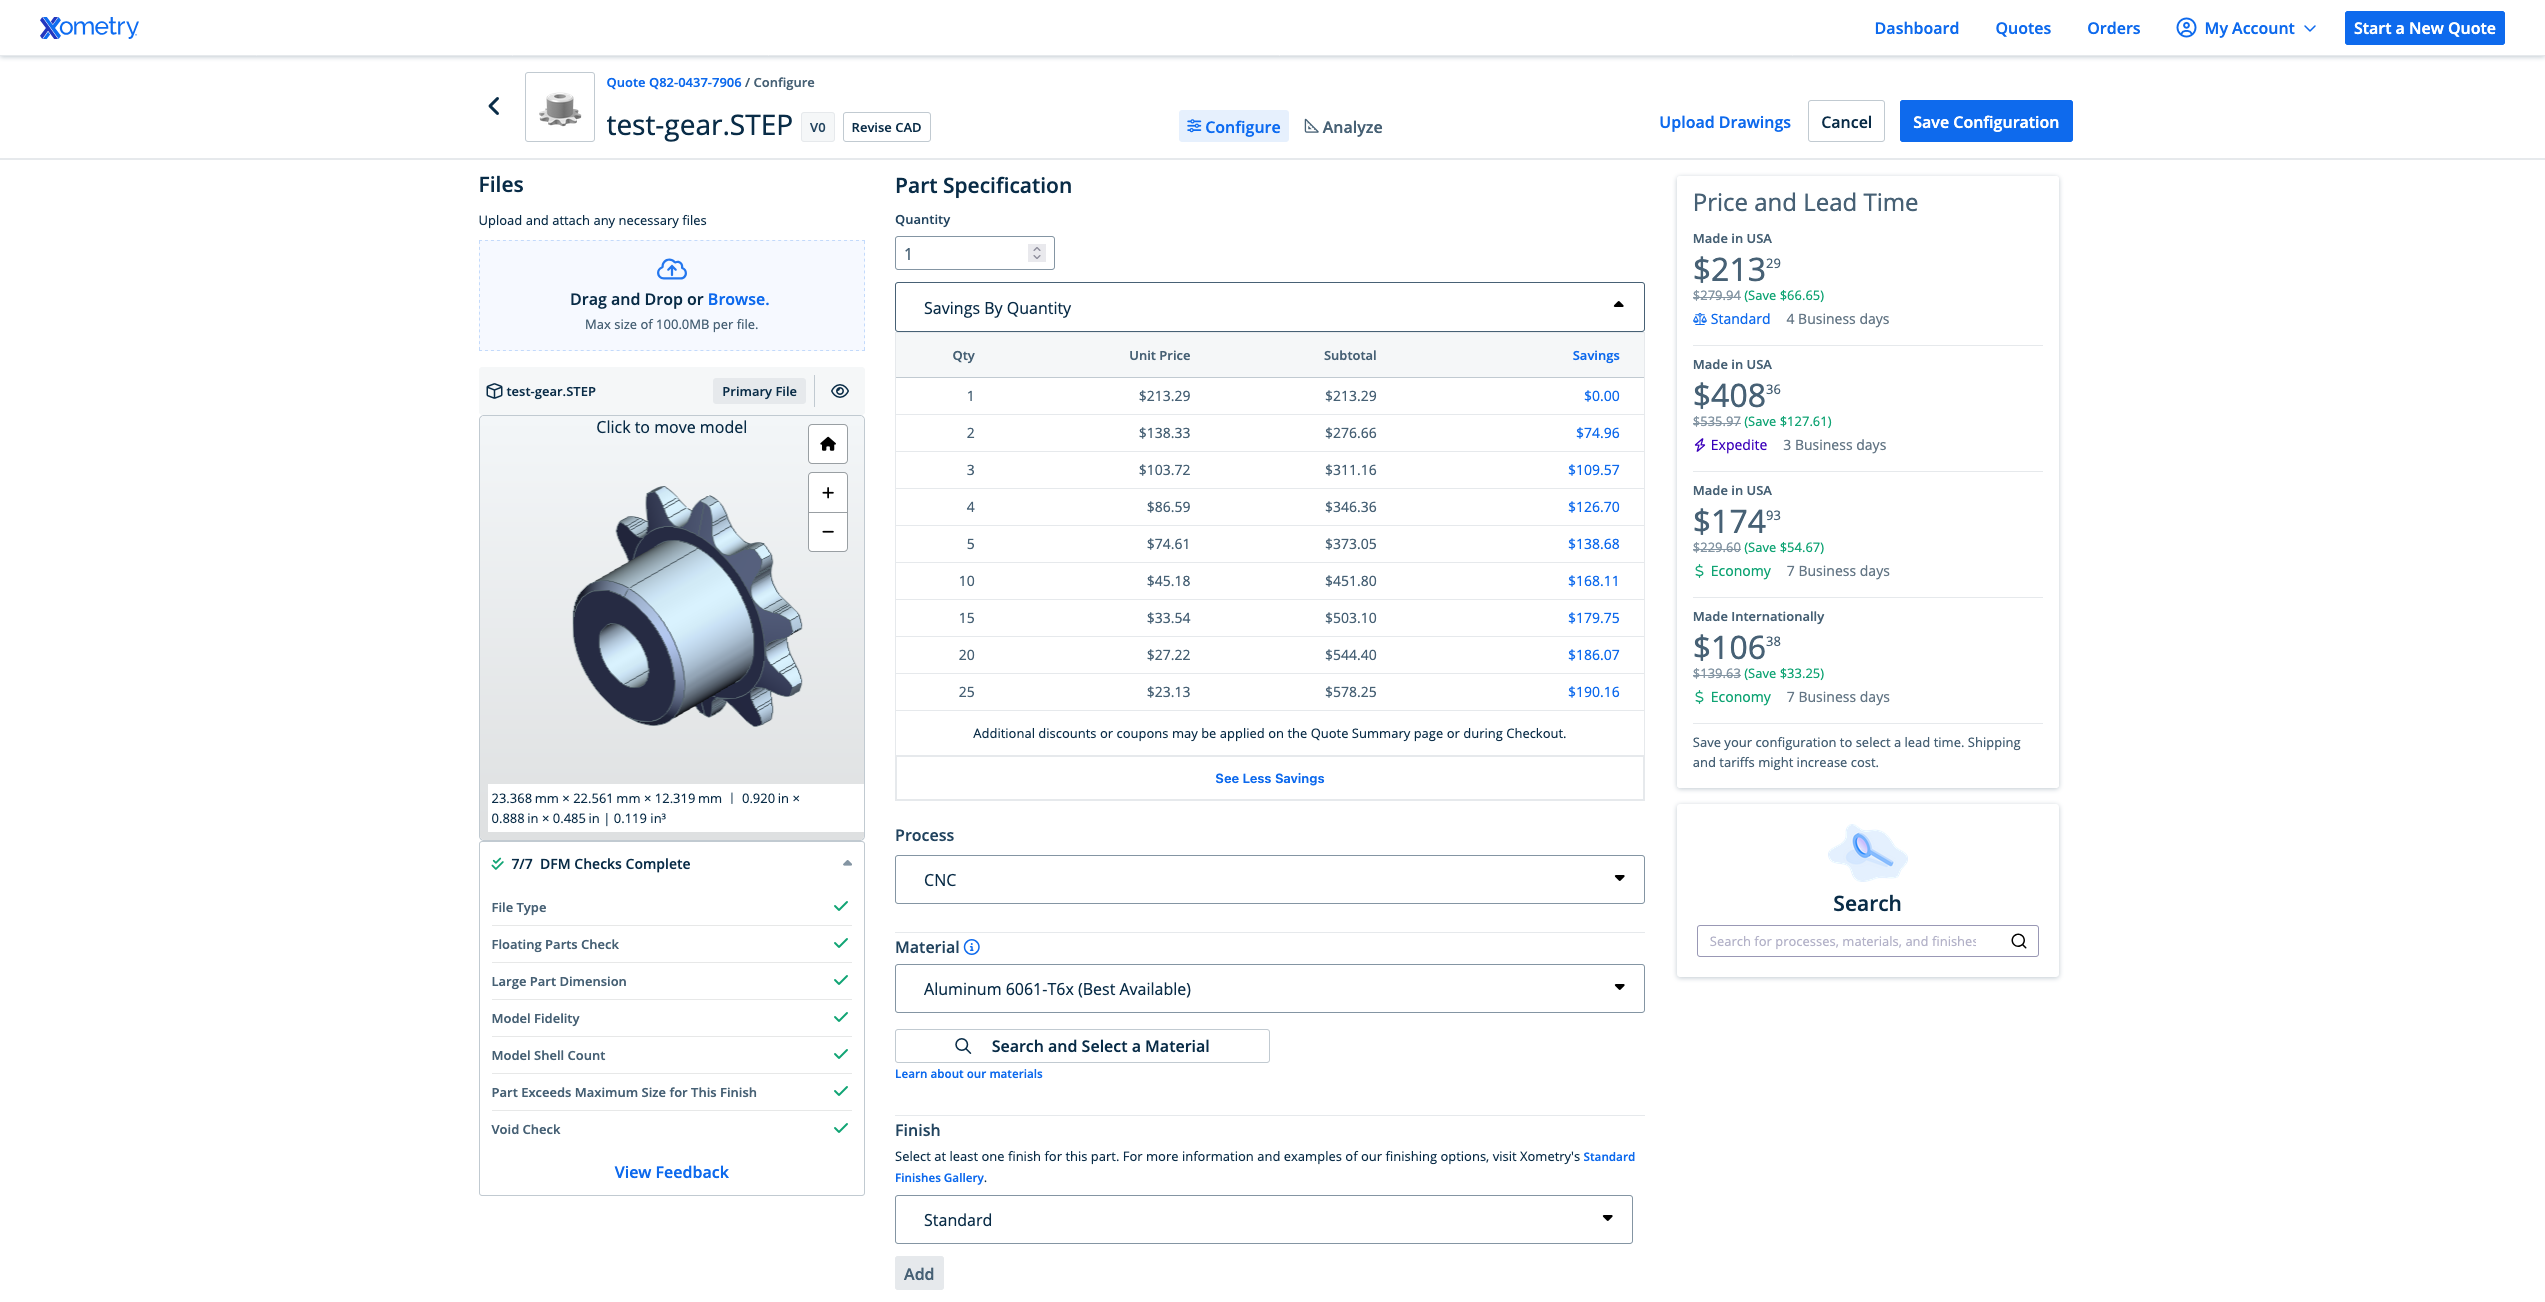 Xometry
Dashboard
Quotes
Orders
My Account
Start a New Quote
Quote Q82-0437-7906 / Configure
test-gear.STEP
V0
Revise CAD
Configure
Analyze
Upload Drawings
Cancel
Save Configuration
Files
Upload and attach any necessary files
Drag and Drop or Browse.
Max size of 100.0MB per file.
test-gear.STEP
Primary File
Click to move model
+
−
23.368 mm × 22.561 mm × 12.319 mm | 0.920 in ×
0.888 in × 0.485 in | 0.119 in³
7/7 DFM Checks Complete
File Type
Floating Parts Check
Large Part Dimension
Model Fidelity
Model Shell Count
Part Exceeds Maximum Size for This Finish
Void Check
View Feedback
Part Specification
Quantity
1
Savings By Quantity
Qty Unit Price Subtotal Savings
1 $213.29 $213.29 $0.00
2 $138.33 $276.66 $74.96
3 $103.72 $311.16 $109.57
4 $86.59 $346.36 $126.70
5 $74.61 $373.05 $138.68
10 $45.18 $451.80 $168.11
15 $33.54 $503.10 $179.75
20 $27.22 $544.40 $186.07
25 $23.13 $578.25 $190.16
Additional discounts or coupons may be applied on the Quote Summary page or during Checkout.
See Less Savings
Process
CNC
Material
Aluminum 6061-T6x (Best Available)
Search and Select a Material
Learn about our materials
Finish
Select at least one finish for this part. For more information and examples of our finishing options, visit Xometry's Standard
Finishes Gallery.
Standard
Add
Price and Lead Time
Made in USA
$213 29
$279.94 (Save $66.65)
Standard 4 Business days
Made in USA
$408 36
$535.97 (Save $127.61)
Expedite 3 Business days
Made in USA
$174 93
$229.60 (Save $54.67)
$ Economy 7 Business days
Made Internationally
$106 38
$139.63 (Save $33.25)
$ Economy 7 Business days
Save your configuration to select a lead time. Shipping
and tariffs might increase cost.
Search
Search for processes, materials, and finishes